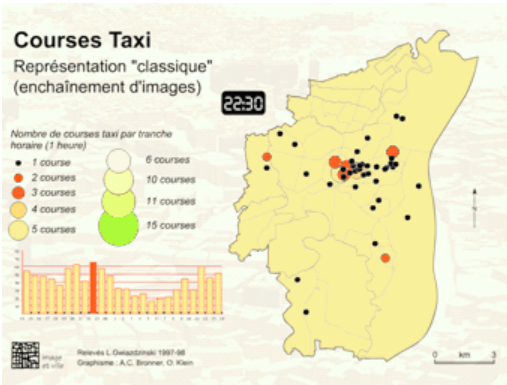 Courses Taxi
Représentation "classique"
(enchaînement d'images)
22:30
Nombre de courses taxi par tranche
horaire (1 heure)
1 course
2 courses
3 courses
4 courses
5 courses
6 courses
10 courses
11 courses
15 courses
image
et ville
Relevés L.Gwiazdzinski 1997-98
Graphisme : A.C. Bronner, O. Klein
0 km 3